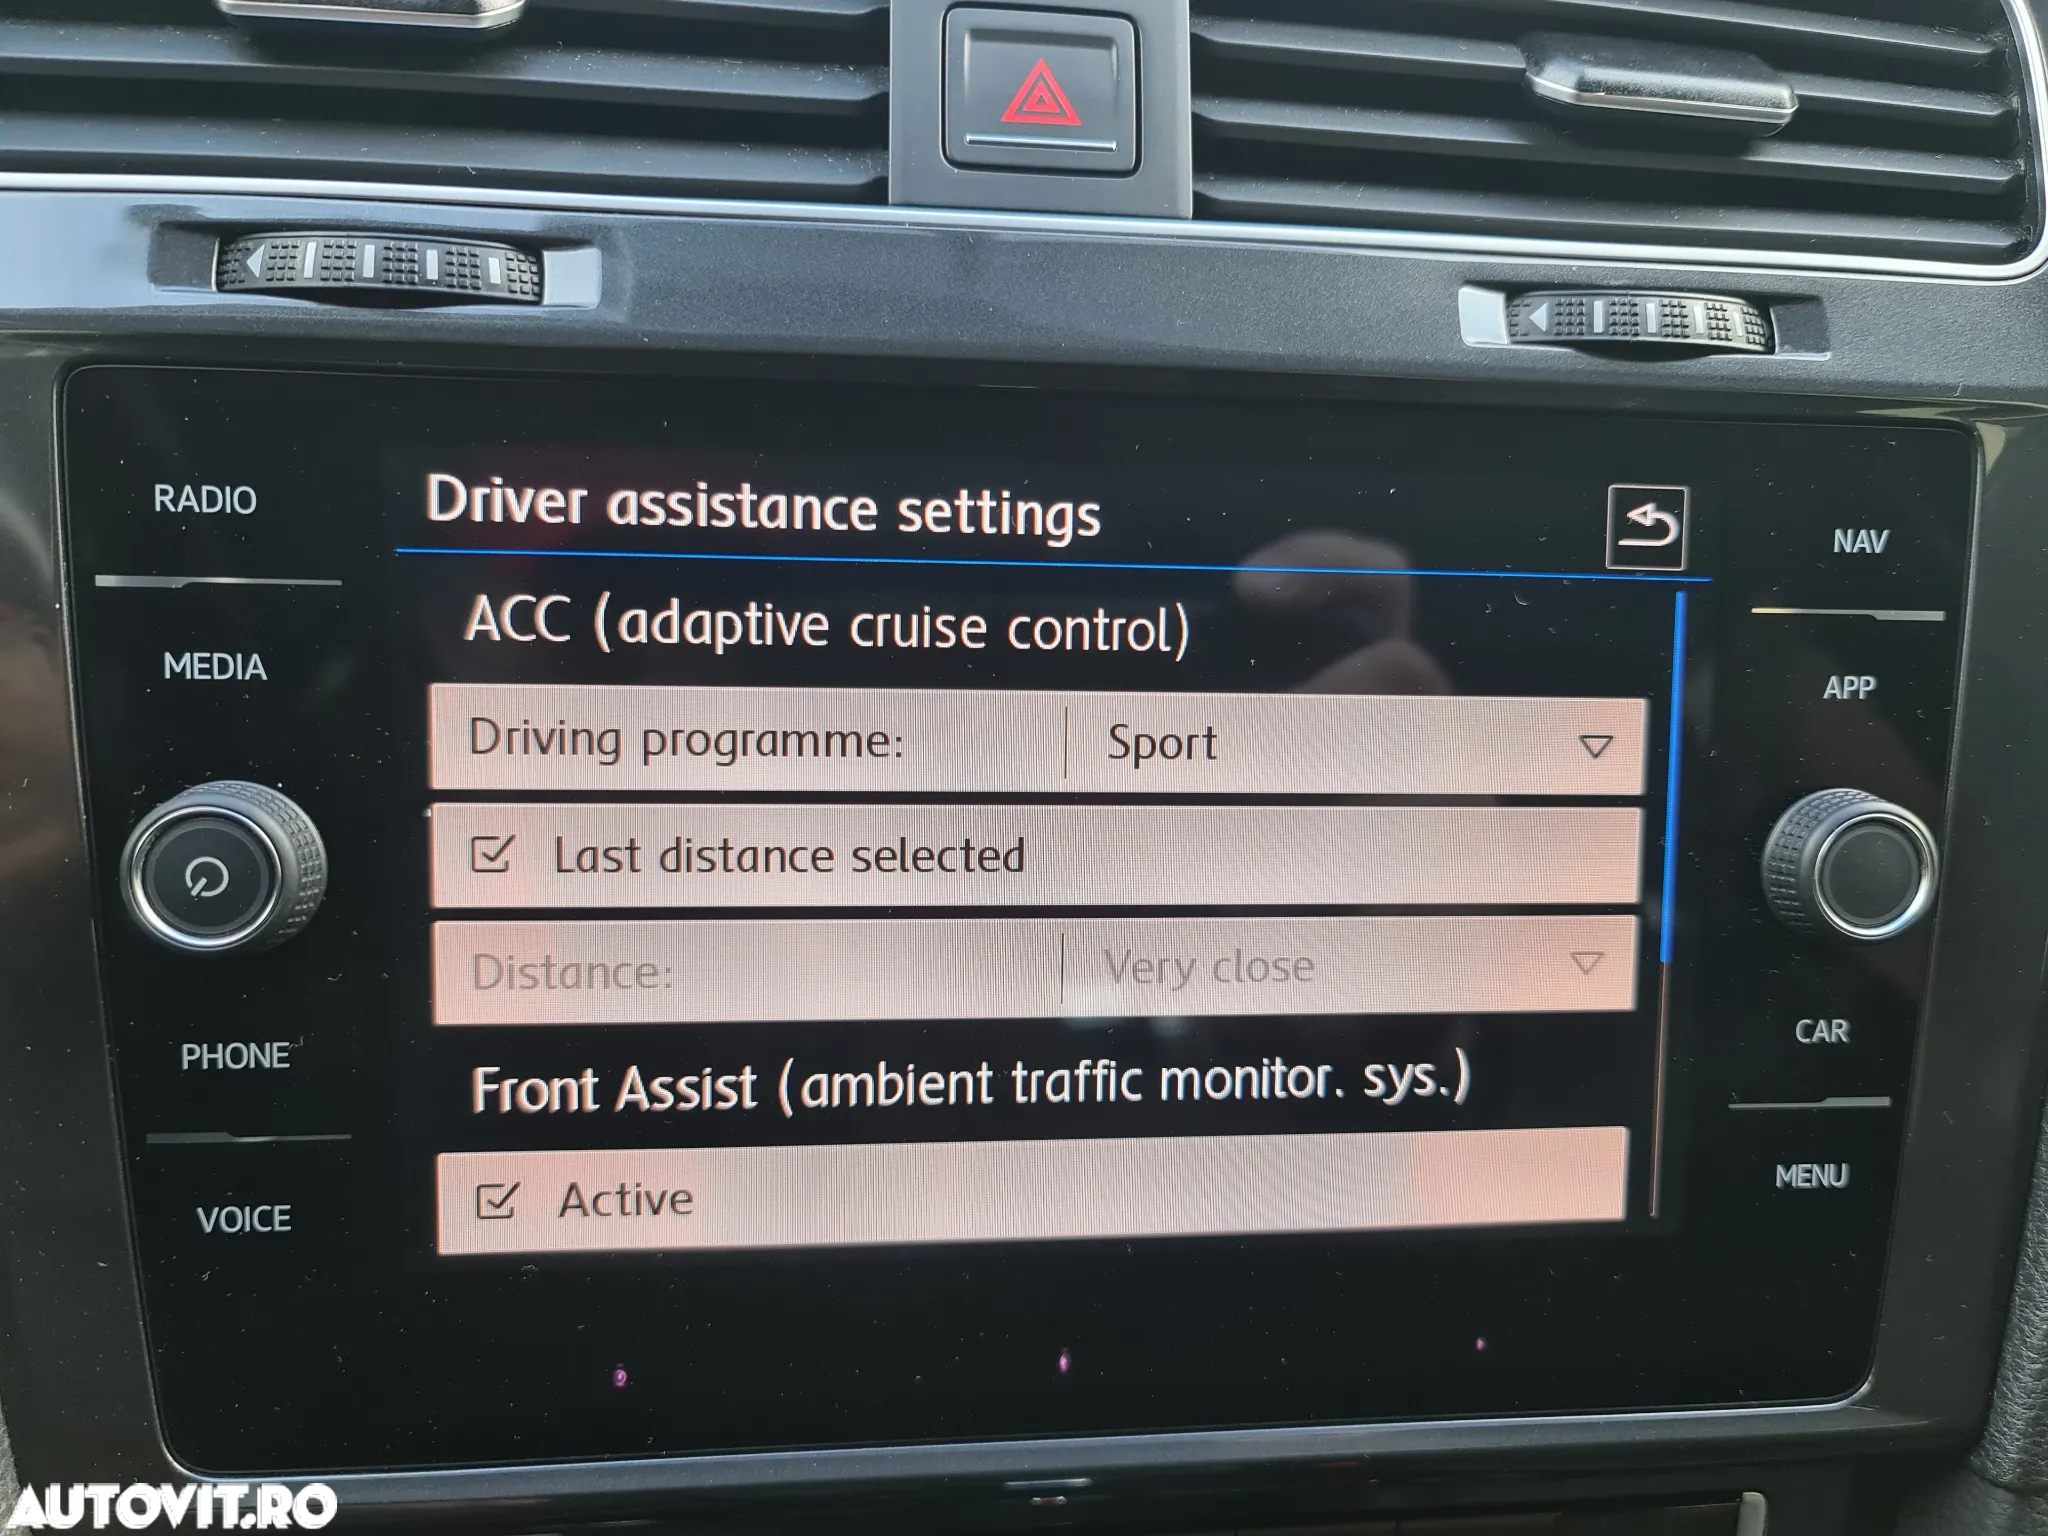 RADIO
MEDIA
PHONE
VOICE
Driver assistance settings
ACC (adaptive cruise control)
Driving programme: Sport
Last distance selected
Distance: Very close
Front Assist (ambient traffic monitor. sys.)
Active
NAV
APP
CAR
MENU
AUTOVIT.RO